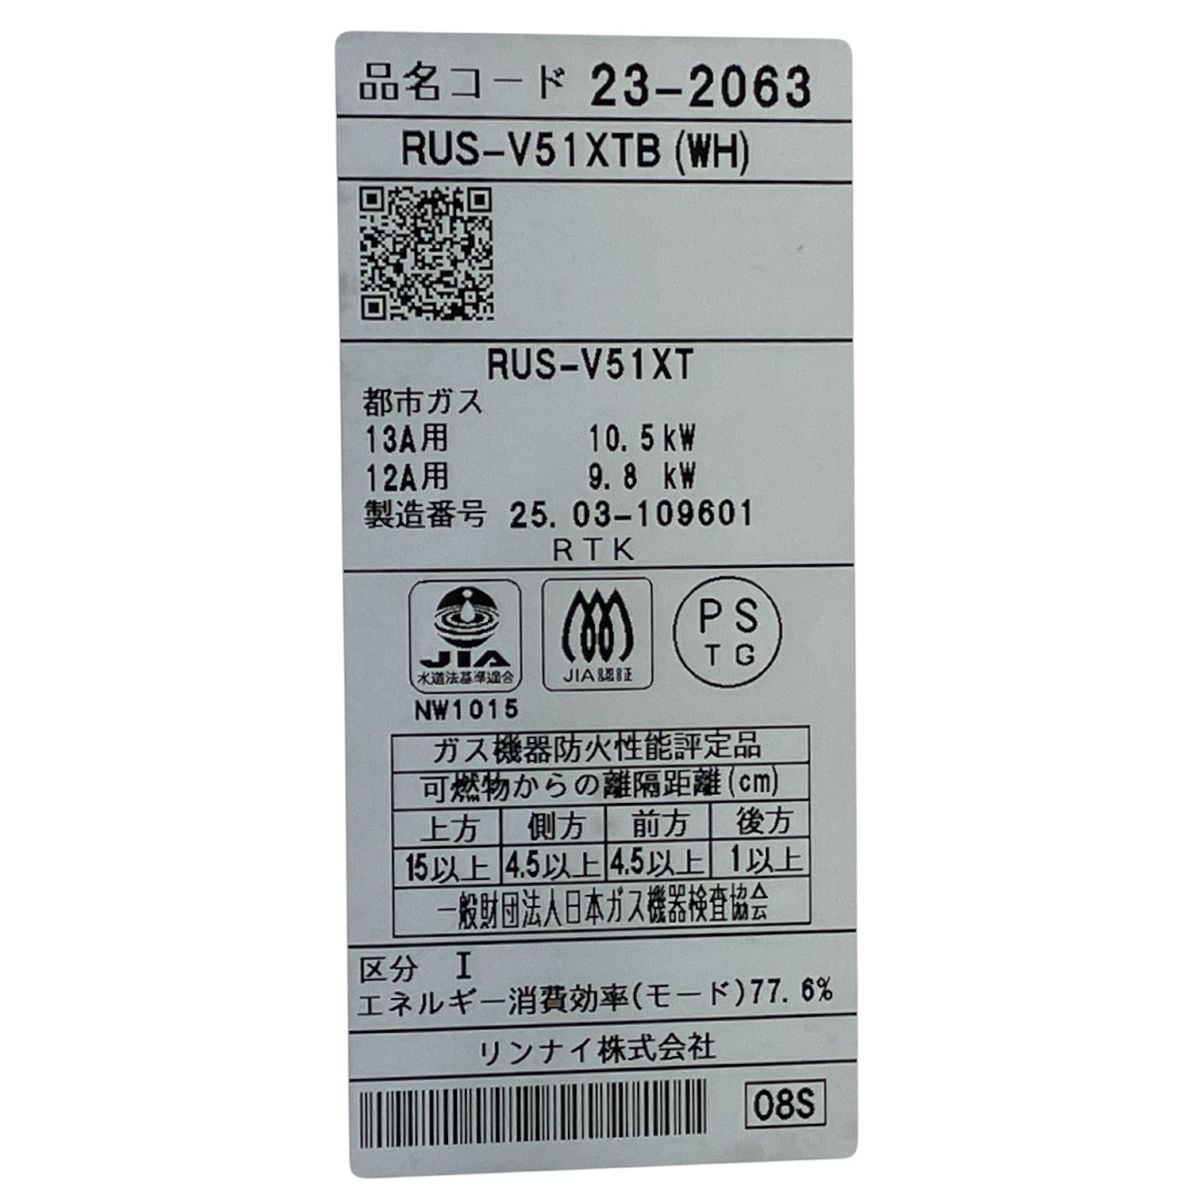 品名コード 23-2063
RUS-V51XTB(WH)
RUS-V51XT
都市ガス
13A用 10.5kW
12A用 9.8 kW
製造番号 25.03-109601
RTK
JIA
水道法基準適合
NW1015
JIA認証
PS
TG
ガス機器防火性能評定品
可燃物からの離隔距離(cm)
上方 側方 前方 後方
15以上 4.5以上 4.5以上 1以上
一般財団法人日本ガス機器検査協会
区分 I
エネルギー消費効率(モード)77.6%
リンナイ株式会社
08S